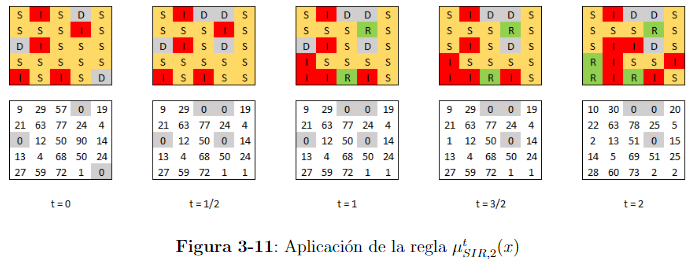 S I S D S S I D D S S I D D S S I D D S S I D D S
S S S I S S S S I S S S S R S S S S R S S S S R S
D I S D S D I S D S D I S D S S I S D S S I I D S
S S S S S S S S S S I S S S S I S S S S R S S S I
I S I S D I S I S S I I R I S I I R I S R I R I S
9 29 57 0 19 9 29 0 0 19 9 29 0 0 19 9 29 0 0 19 10 30 0 0 20
21 63 77 24 4 21 63 77 24 4 21 63 77 24 4 21 63 77 24 4 22 63 78 25 5
0 12 50 90 14 0 12 50 0 14 0 12 50 0 14 1 12 50 0 14 2 13 51 0 15
13 4 68 50 24 13 4 68 50 24 13 4 68 50 24 13 4 68 50 24 14 5 69 51 25
27 59 72 1 0 27 59 72 1 1 27 59 72 1 1 27 59 72 1 1 28 60 73 2 2
t = 0 t = 1/2 t = 1 t = 3/2 t = 2
Figura 3-11: Aplicación de la regla μ^t_{SIR,2}(x)